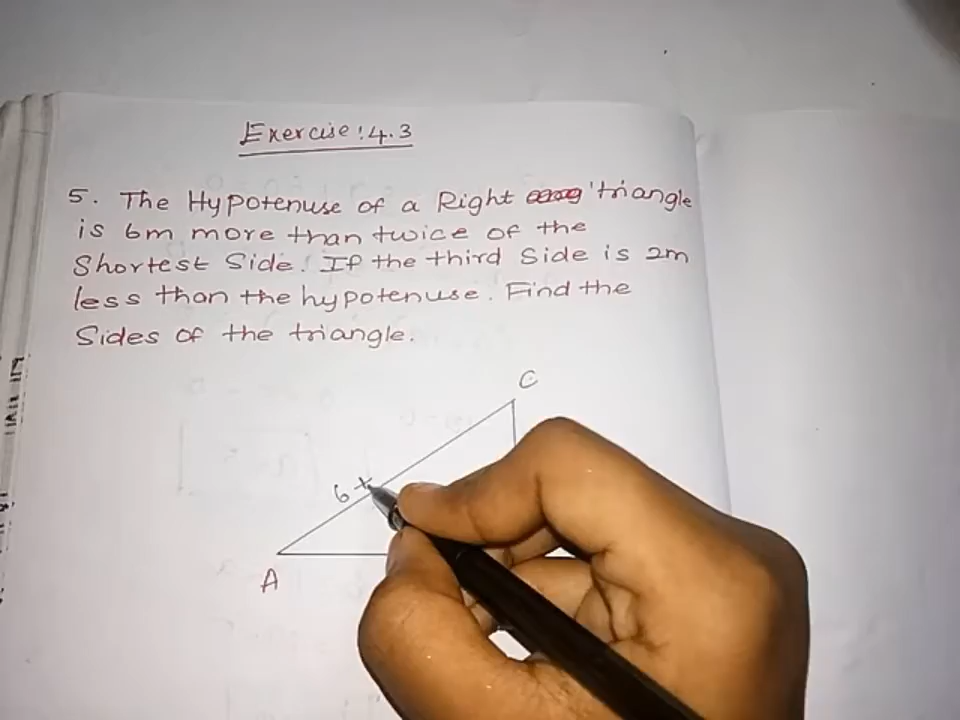 Exercise: 4.3
5. The Hypotenuse of a Right triangle
is 6m more than twice of the
Shortest Side. If the third Side is 2m
less than the hypotenuse. Find the
Sides of the triangle.
C
6 +
A